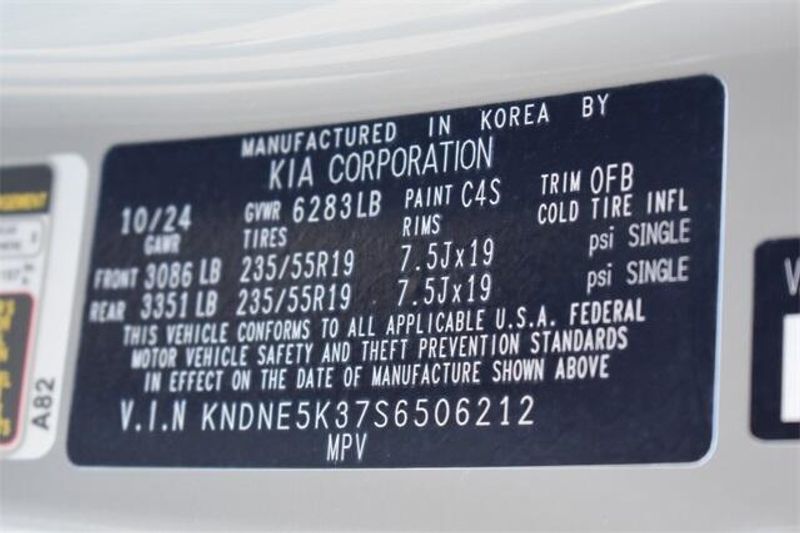 MANUFACTURED IN KOREA BY
KIA CORPORATION
10/24 GVWR 6283LB PAINT C4S TRIM OFB
GAWR TIRES RIMS COLD TIRE INFL
FRONT 3086 LB 235/55R19 7.5Jx19 psi SINGLE
REAR 3351 LB 235/55R19 7.5Jx19 psi SINGLE
THIS VEHICLE CONFORMS TO ALL APPLICABLE U.S.A. FEDERAL
MOTOR VEHICLE SAFETY AND THEFT PREVENTION STANDARDS
IN EFFECT ON THE DATE OF MANUFACTURE SHOWN ABOVE
V.I.N KNDNE5K37S6506212
MPV
A82